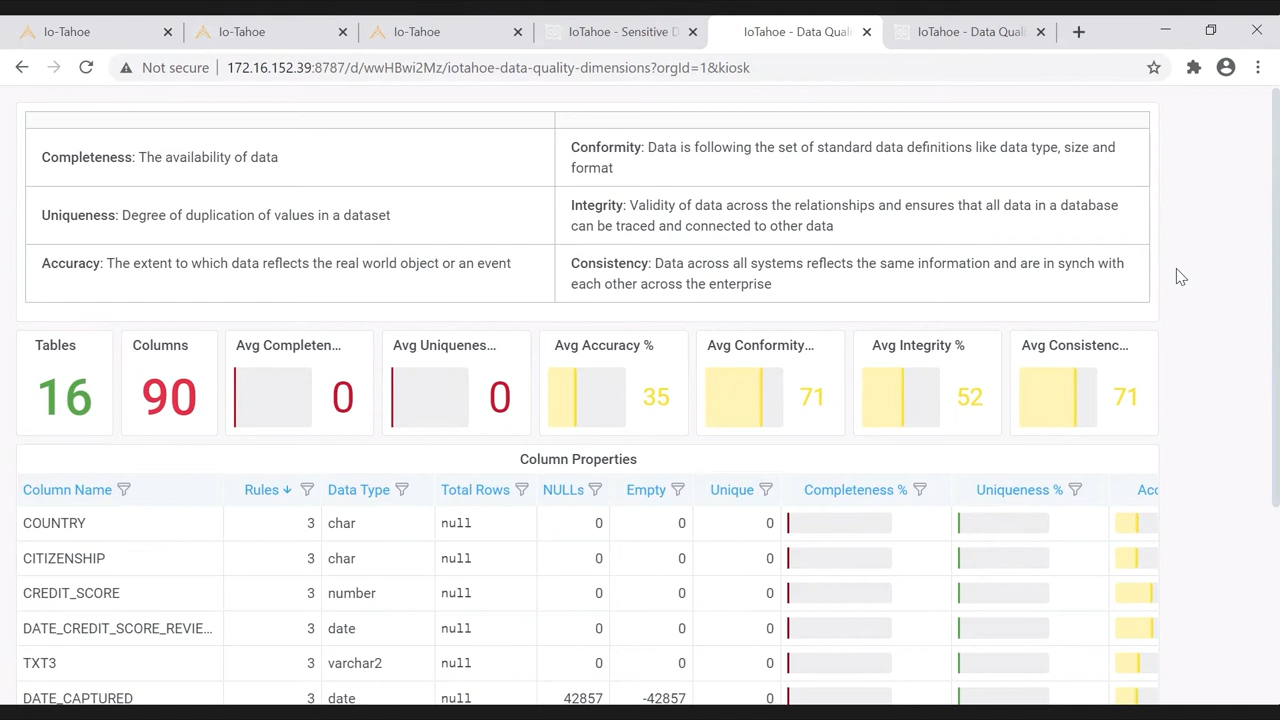 Io-Tahoe
Io-Tahoe
Io-Tahoe
IoTahoe - Sensitive D
IoTahoe - Data Quali
IoTahoe - Data Quali
Not secure
172.16.152.39:8787/d/wwHBwi2Mz/iotahoe-data-quality-dimensions?orgId=1&kiosk
Completeness: The availability of data
Conformity: Data is following the set of standard data definitions like data type, size and
format
Uniqueness: Degree of duplication of values in a dataset
Integrity: Validity of data across the relationships and ensures that all data in a database
can be traced and connected to other data
Accuracy: The extent to which data reflects the real world object or an event
Consistency: Data across all systems reflects the same information and are in synch with
each other across the enterprise
Tables
16
Columns
90
Avg Completen...
0
Avg Uniquenes...
0
Avg Accuracy %
35
Avg Conformity...
71
Avg Integrity %
52
Avg Consistenc...
71
Column Properties
Column Name Rules Data Type Total Rows NULLs Empty Unique Completeness % Uniqueness % Acc
COUNTRY 3 char null 0 0 0
CITIZENSHIP 3 char null 0 0 0
CREDIT_SCORE 3 number null 0 0 0
DATE_CREDIT_SCORE_REVIE... 3 date null 0 0 0
TXT3 3 varchar2 null 0 0 0
DATE_CAPTURED 3 date null 42857 -42857 0